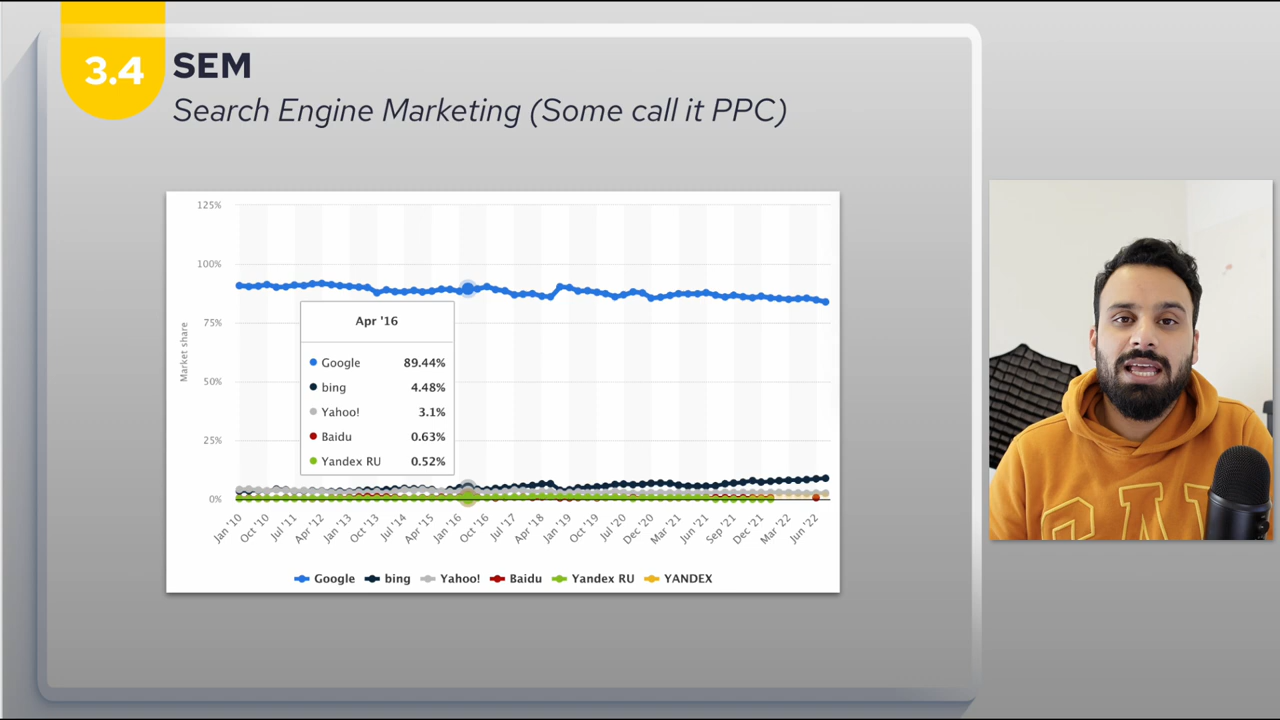 3.4
SEM
Search Engine Marketing (Some call it PPC)
125%
100%
75%
50%
25%
0%
Market share
Apr '16
Google 89.44%
bing 4.48%
Yahoo! 3.1%
Baidu 0.63%
Yandex RU 0.52%
Jan '10
Oct '10
Jul '11
Apr '12
Jan '13
Oct '13
Jul '14
Apr '15
Jan '16
Oct '16
Jul '17
Apr '18
Jan '19
Oct '19
Jul '20
Dec '20
Mar '21
Jun '21
Sep '21
Dec '21
Mar '22
Jun '22
Google bing Yahoo! Baidu Yandex RU YANDEX